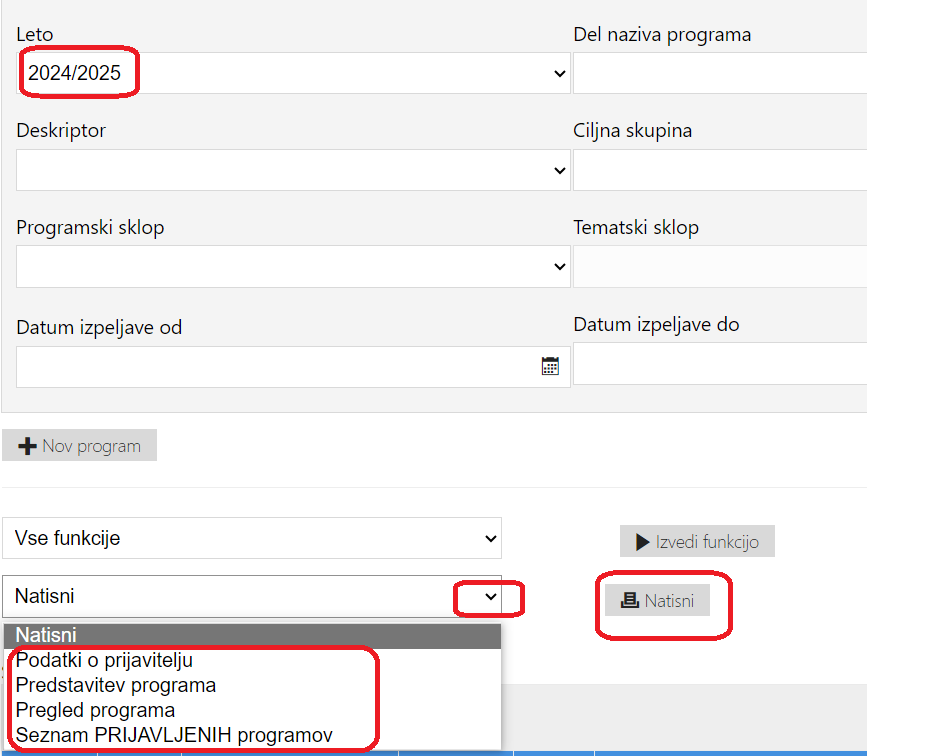 Leto
Del naziva programa
2024/2025
Deskriptor
Ciljna skupina
Programski sklop
Tematski sklop
Datum izpeljave od
Datum izpeljave do
Nov program
Vse funkcije
Izvedi funkcijo
Natisni
Natisni
Natisni
Podatki o prijavitelju
Predstavitev programa
Pregled programa
Seznam PRIJAVLJENIH programov